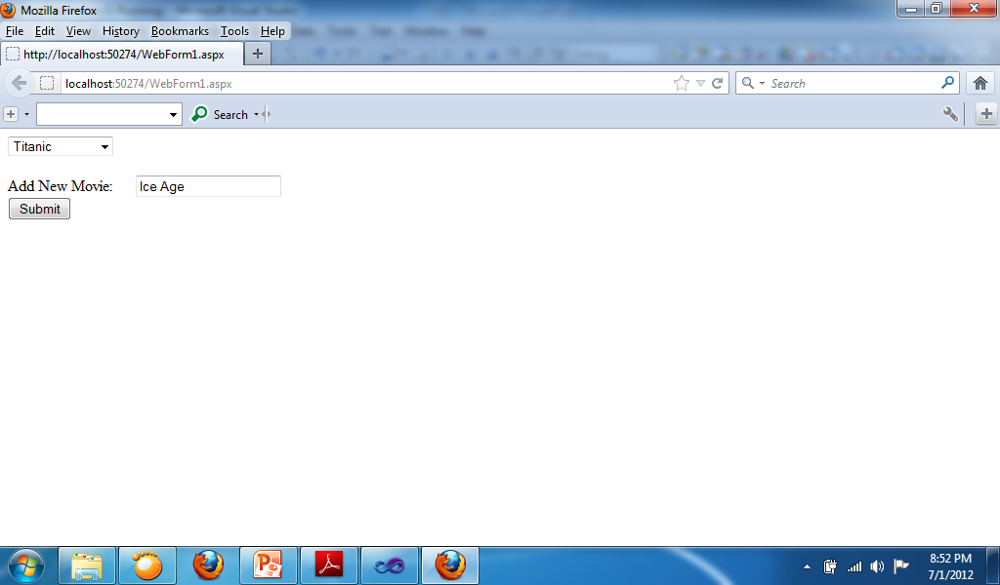 Mozilla Firefox
File Edit View History Bookmarks Tools Help
http://localhost:50274/WebForm1.aspx
localhost:50274/WebForm1.aspx Search
Search
Titanic
Add New Movie: Ice Age
Submit
8:52 PM
7/1/2012